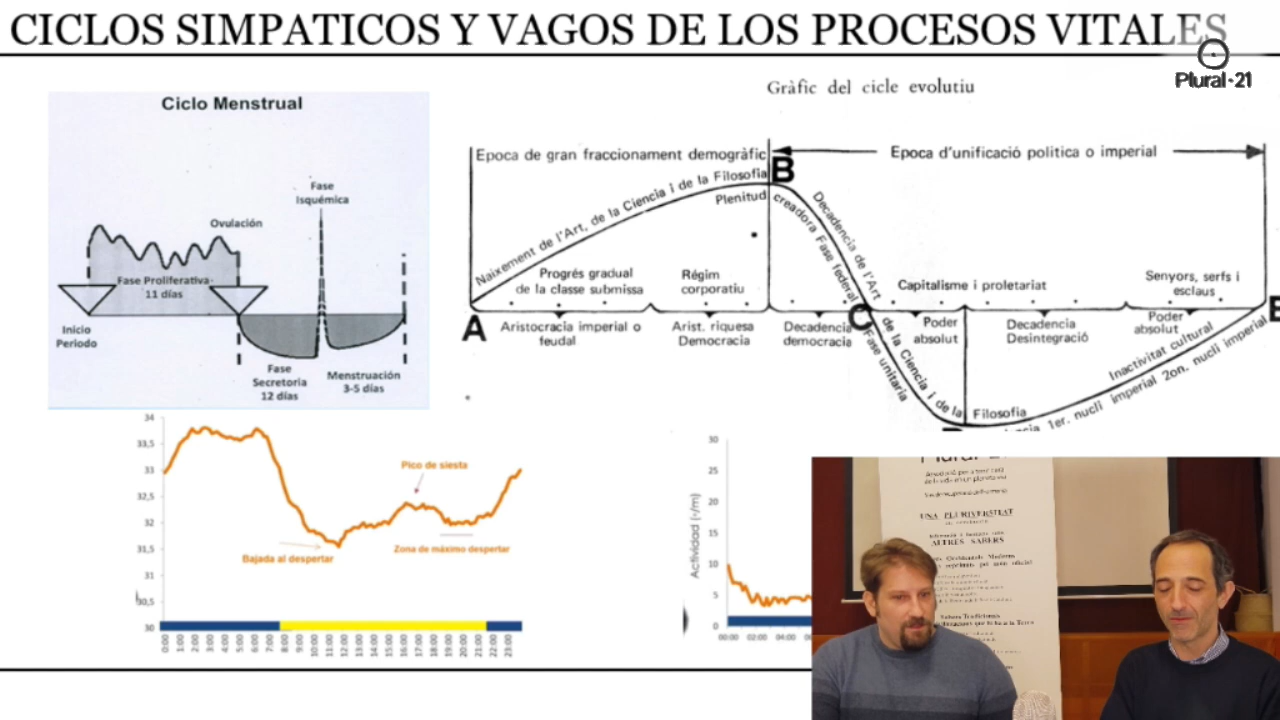 CICLOS SIMPATICOS Y VAGOS DE LOS PROCESOS VITALES
Plural·21
Ciclo Menstrual
Fase
Isquémica
Ovulación
Fase Proliferativa-
11 días
Inicio
Periodo
Fase
Secretoria
12 días
Menstruación
3-5 días
Gràfic del cicle evolutiu
Epoca de gran fraccionament demogràfic
B
Epoca d'unificació politica o imperial
Naixement de l'Art, de la Ciencia i de la Filosofia
Plenitud creadora Fase federal
Decadencia de l'Art de la Ciencia i de la Filosofia
Progrés gradual
de la classe submissa
Régim
corporatiu
Capitalisme i proletariat
Senyors, serfs i
esclaus
A
Aristocracia imperial o
feudal
Arist. riquesa
Democracia
Decadencia
democracia
C
Fase unitaria
Poder
absolut
Decadencia
Desintegració
Poder
absolut
E
Inactivitat cultural
1er. nucli imperial 2on. nucli imperial
34
33,5
33
32,5
32
31,5
31
30,5
30
Pico de siesta
Bajada al despertar
Zona de máximo despertar
0:00
1:00
2:00
3:00
4:00
5:00
6:00
7:00
8:00
9:00
10:00
11:00
12:00
13:00
14:00
15:00
16:00
17:00
18:00
19:00
20:00
21:00
22:00
23:00
30
25
20
15
10
5
0
Actividad (º/m)
00:00
02:00
04:00
UNA PLURIVERSITAT
ALTRES SABERS